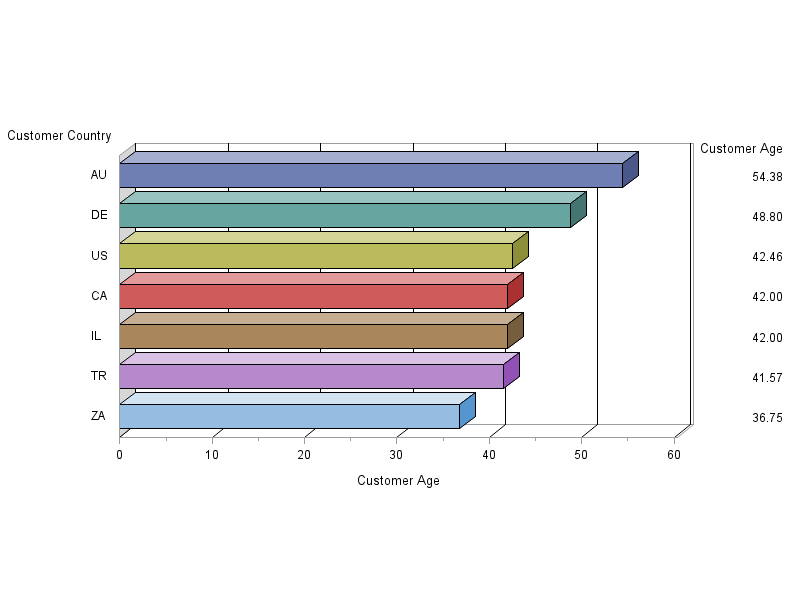 Customer Country
Customer Age
AU 54.38
DE 48.80
US 42.46
CA 42.00
IL 42.00
TR 41.57
ZA 36.75
0 10 20 30 40 50 60
Customer Age